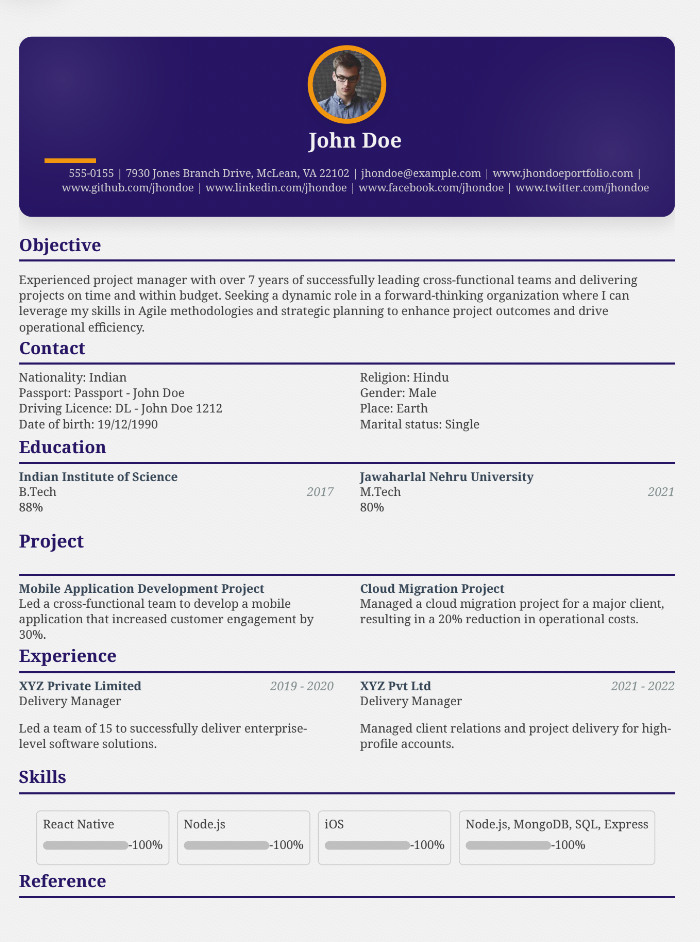 John Doe
555-0155 | 7930 Jones Branch Drive, McLean, VA 22102 | jhondoe@example.com | www.jhondoeportfolio.com |
www.github.com/jhondoe | www.linkedin.com/jhondoe | www.facebook.com/jhondoe | www.twitter.com/jhondoe
Objective
Experienced project manager with over 7 years of successfully leading cross-functional teams and delivering
projects on time and within budget. Seeking a dynamic role in a forward-thinking organization where I can
leverage my skills in Agile methodologies and strategic planning to enhance project outcomes and drive
operational efficiency.
Contact
Nationality: Indian
Passport: Passport - John Doe
Driving Licence: DL - John Doe 1212
Date of birth: 19/12/1990
Religion: Hindu
Gender: Male
Place: Earth
Marital status: Single
Education
Indian Institute of Science
B.Tech 2017
88%
Jawaharlal Nehru University
M.Tech 2021
80%
Project
Mobile Application Development Project
Led a cross-functional team to develop a mobile
application that increased customer engagement by
30%.
Cloud Migration Project
Managed a cloud migration project for a major client,
resulting in a 20% reduction in operational costs.
Experience
XYZ Private Limited 2019 - 2020
Delivery Manager
Led a team of 15 to successfully deliver enterprise-
level software solutions.
XYZ Pvt Ltd 2021 - 2022
Delivery Manager
Managed client relations and project delivery for high-
profile accounts.
Skills
React Native
-100%
Node.js
-100%
iOS
-100%
Node.js, MongoDB, SQL, Express
-100%
Reference